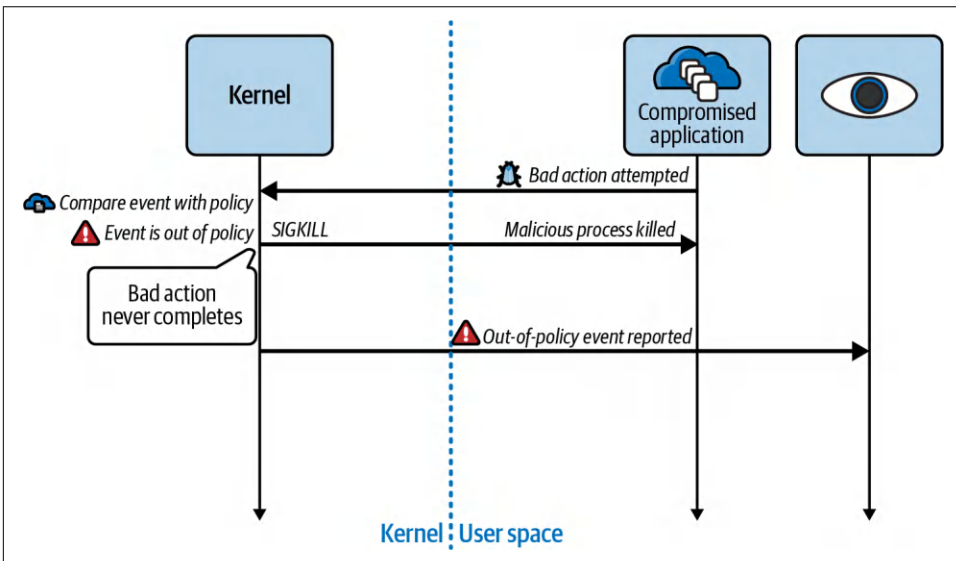 Kernel
Compromised
application
Bad action attempted
Compare event with policy
Event is out of policy
SIGKILL
Malicious process killed
Bad action
never completes
Out-of-policy event reported
Kernel
User space